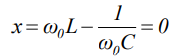 x = ω₀L − 1/(ω₀C) = 0